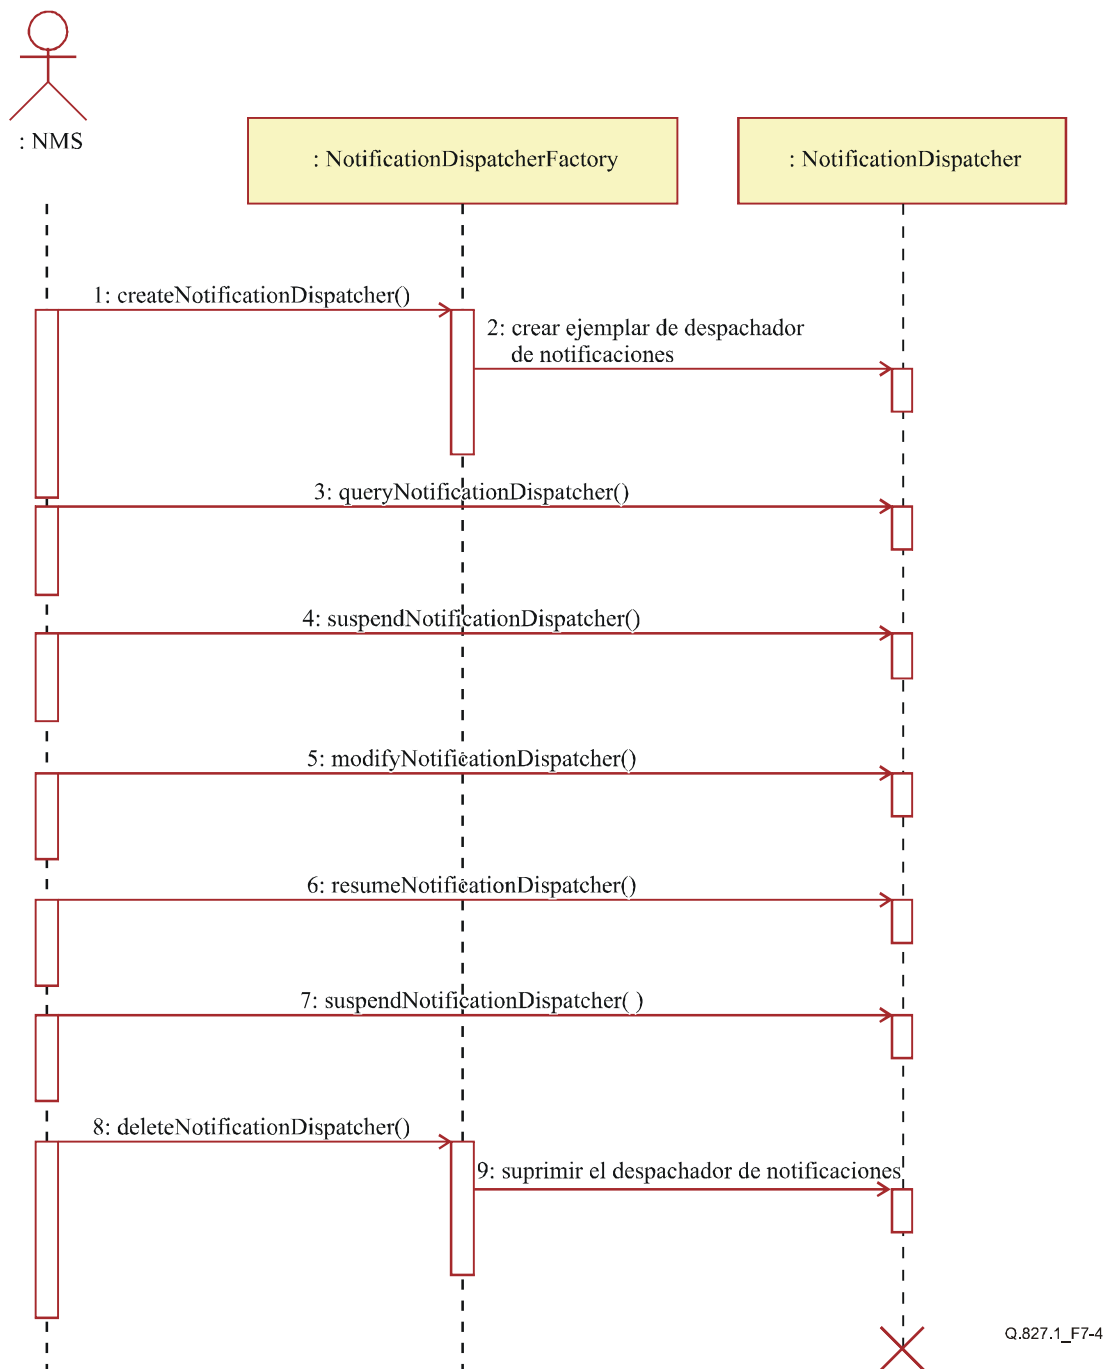 : NMS
: NotificationDispatcherFactory
: NotificationDispatcher
1: createNotificationDispatcher()
2: crear ejemplar de despachador
de notificaciones
3: queryNotificationDispatcher()
4: suspendNotificationDispatcher()
5: modifyNotificationDispatcher()
6: resumeNotificationDispatcher()
7: suspendNotificationDispatcher( )
8: deleteNotificationDispatcher()
9: suprimir el despachador de notificaciones
Q.827.1_F7-4